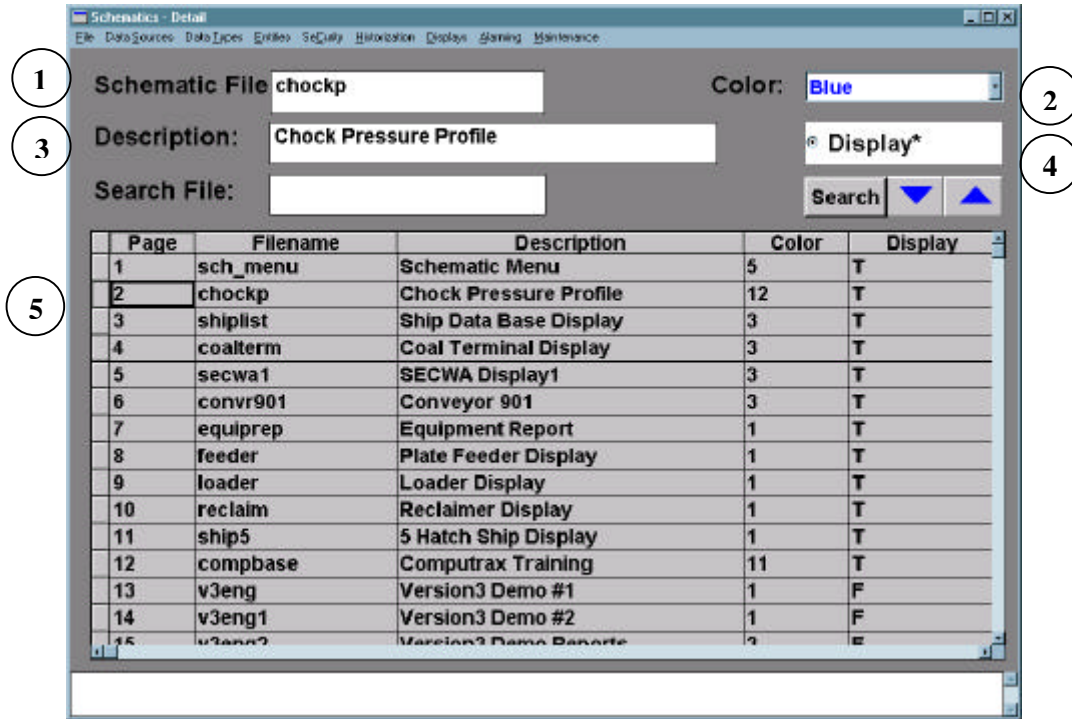 Schematics - Detail
File DataSources DataTypes Entities SeCurity Historization Displays Alarming Maintenance
1 Schematic File chockp Color: Blue 2
3 Description: Chock Pressure Profile Display* 4
Search File: Search
Page Filename Description Color Display
1 sch_menu Schematic Menu 5 T
5 2 chockp Chock Pressure Profile 12 T
3 shiplist Ship Data Base Display 3 T
4 coalterm Coal Terminal Display 3 T
5 secwa1 SECWA Display1 3 T
6 convr901 Conveyor 901 3 T
7 equiprep Equipment Report 1 T
8 feeder Plate Feeder Display 1 T
9 loader Loader Display 1 T
10 reclaim Reclaimer Display 1 T
11 ship5 5 Hatch Ship Display 1 T
12 compbase Computrax Training 11 T
13 v3eng Version3 Demo #1 1 F
14 v3eng1 Version3 Demo #2 1 F
15 v3eng2 Version3 Demo Reports